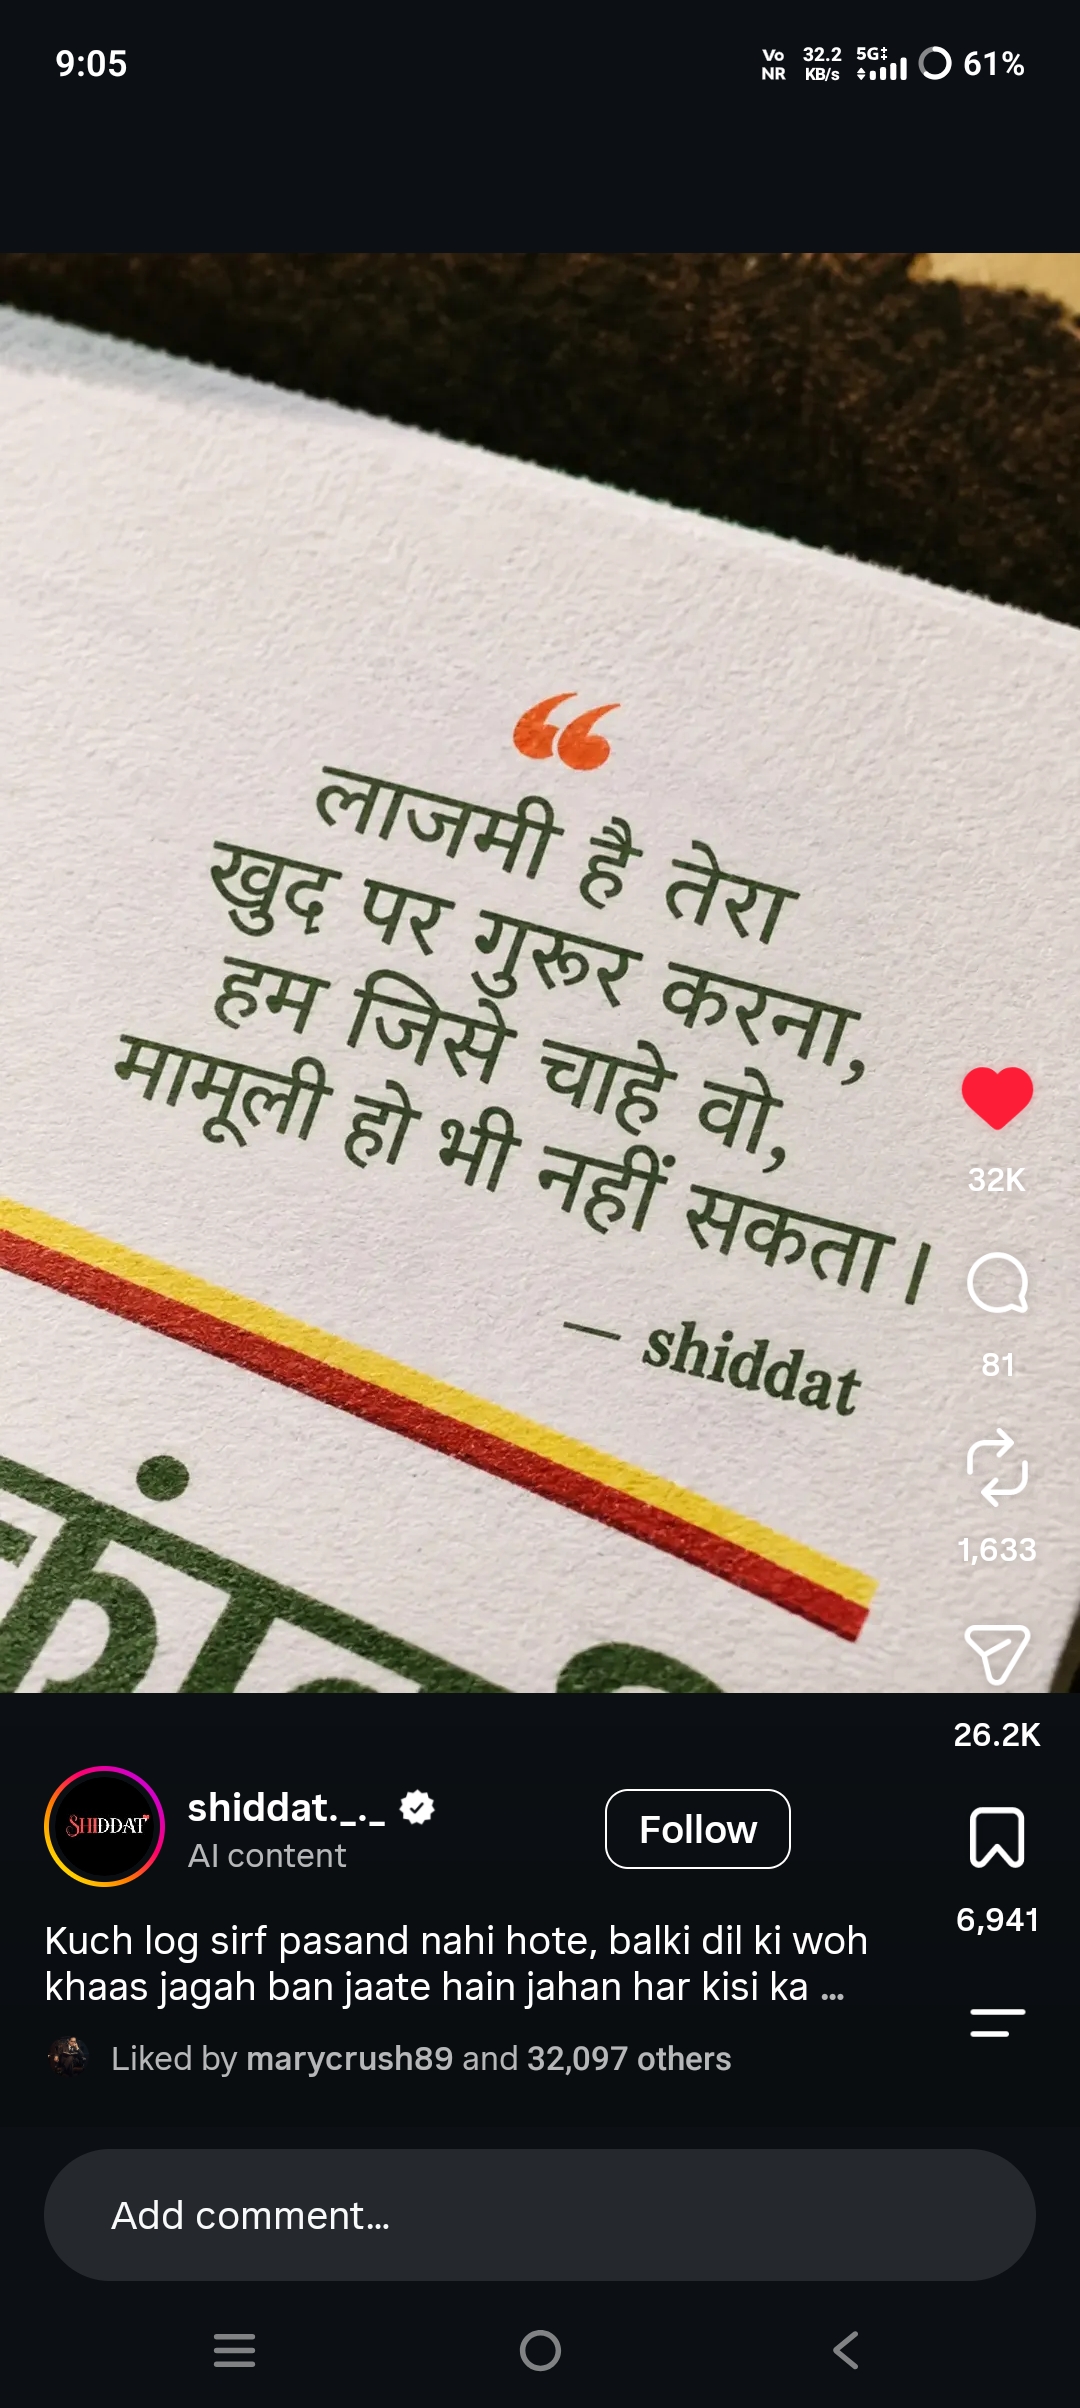 9:05
Vo NR 32.2 KB/s 5G‡ 61%
“
लाजमी है तेरा
खुद पर गुरूर करना,
हम जिसे चाहे वो,
मामूली हो भी नहीं सकता।
— shiddat
32K
81
1,633
26.2K
SHIDDAT
shiddat._._
Follow
AI content
6,941
Kuch log sirf pasand nahi hote, balki dil ki woh
khaas jagah ban jaate hain jahan har kisi ka ...
Liked by marycrush89 and 32,097 others
Add comment...